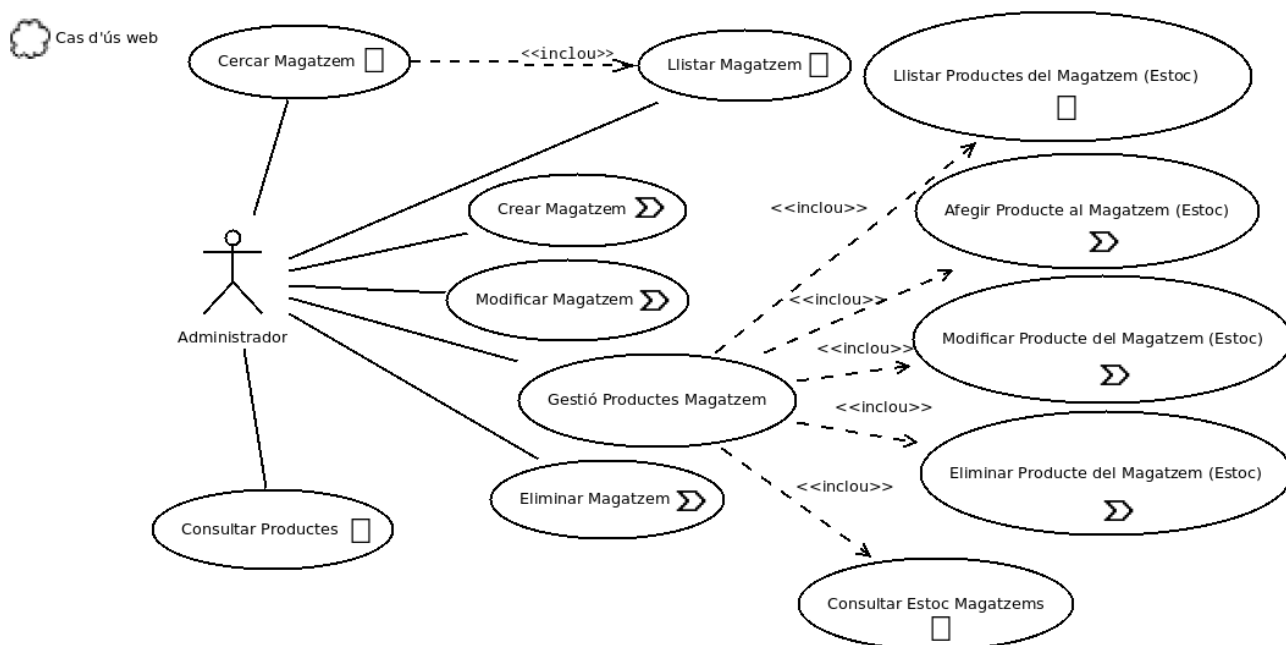 Cas d'ús web
Cercar Magatzem
<<inclou>>
Llistar Magatzem
Llistar Productes del Magatzem (Estoc)
Crear Magatzem
<<inclou>>
Afegir Producte al Magatzem (Estoc)
Modificar Magatzem
<<inclou>>
Administrador
<<inclou>>
Modificar Producte del Magatzem (Estoc)
Gestió Productes Magatzem
<<inclou>>
Eliminar Magatzem
<<inclou>>
Eliminar Producte del Magatzem (Estoc)
Consultar Productes
Consultar Estoc Magatzems